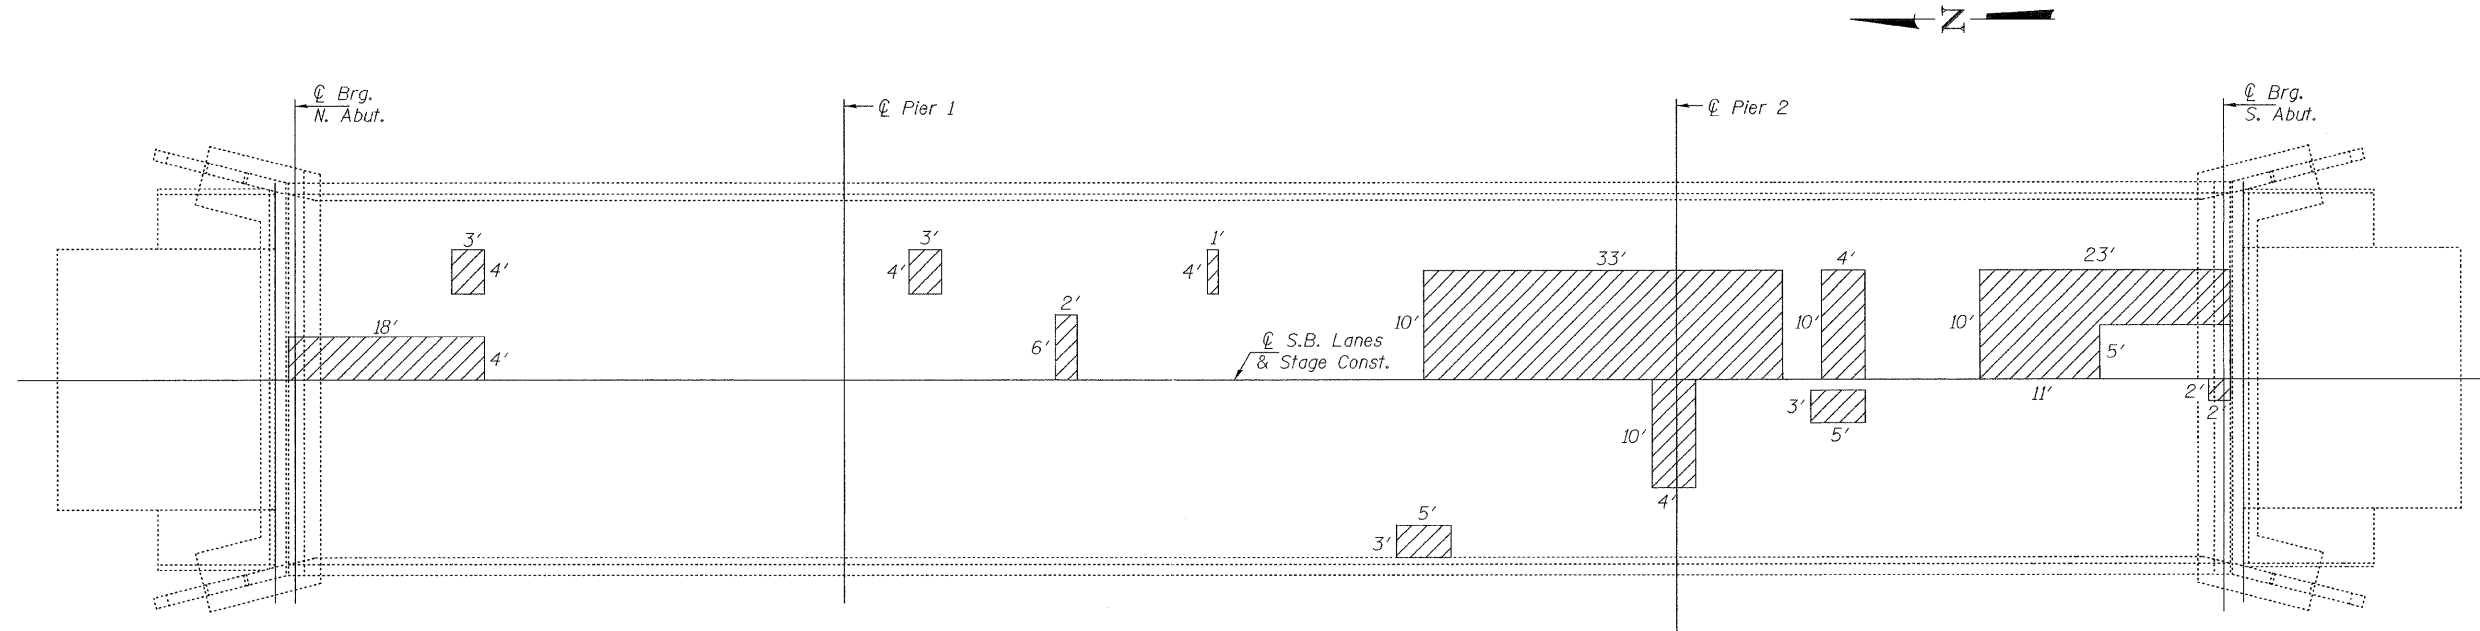 N
℄ Brg.
N. Abut.
℄ Pier 1
℄ Pier 2
℄ Brg.
S. Abut.
3'
4'
3'
4'
1'
4'
33'
10'
4'
10'
23'
10'
5'
11'
18'
4'
2'
6'
℄ S.B. Lanes
& Stage Const.
2'
2'
3'
5'
10'
4'
5'
3'